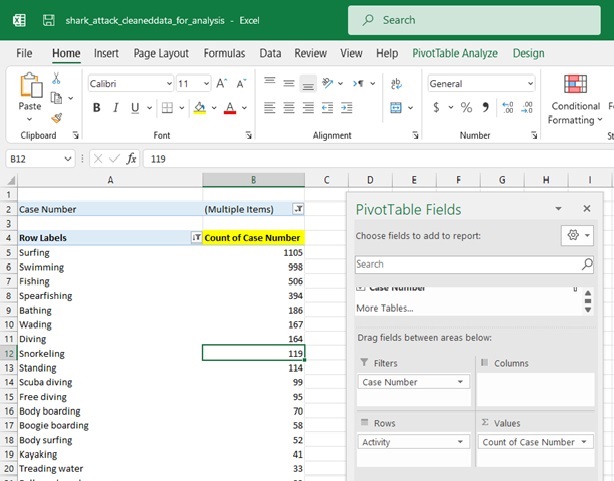 shark_attack_cleaneddata_for_analysis - Excel
Search
File Home Insert Page Layout Formulas Data Review View Help PivotTable Analyze Design
Paste
Calibri 11 A^ A˅
General
B I U A
$ % 9
Conditional
Formatting
Clipboard Font Alignment Number
B12 fx 119
A B C D E F G H I
1
2 Case Number (Multiple Items)
3
4 Row Labels Count of Case Number
5 Surfing 1105
6 Swimming 998
7 Fishing 506
8 Spearfishing 394
9 Bathing 186
10 Wading 167
11 Diving 164
12 Snorkeling 119
13 Standing 114
14 Scuba diving 99
15 Free diving 95
16 Body boarding 70
17 Boogie boarding 58
18 Body surfing 52
19 Kayaking 41
20 Treading water 33
PivotTable Fields
Choose fields to add to report:
Search
Case Number
More Tables...
Drag fields between areas below:
Filters Columns
Case Number
Rows Σ Values
Activity Count of Case Number